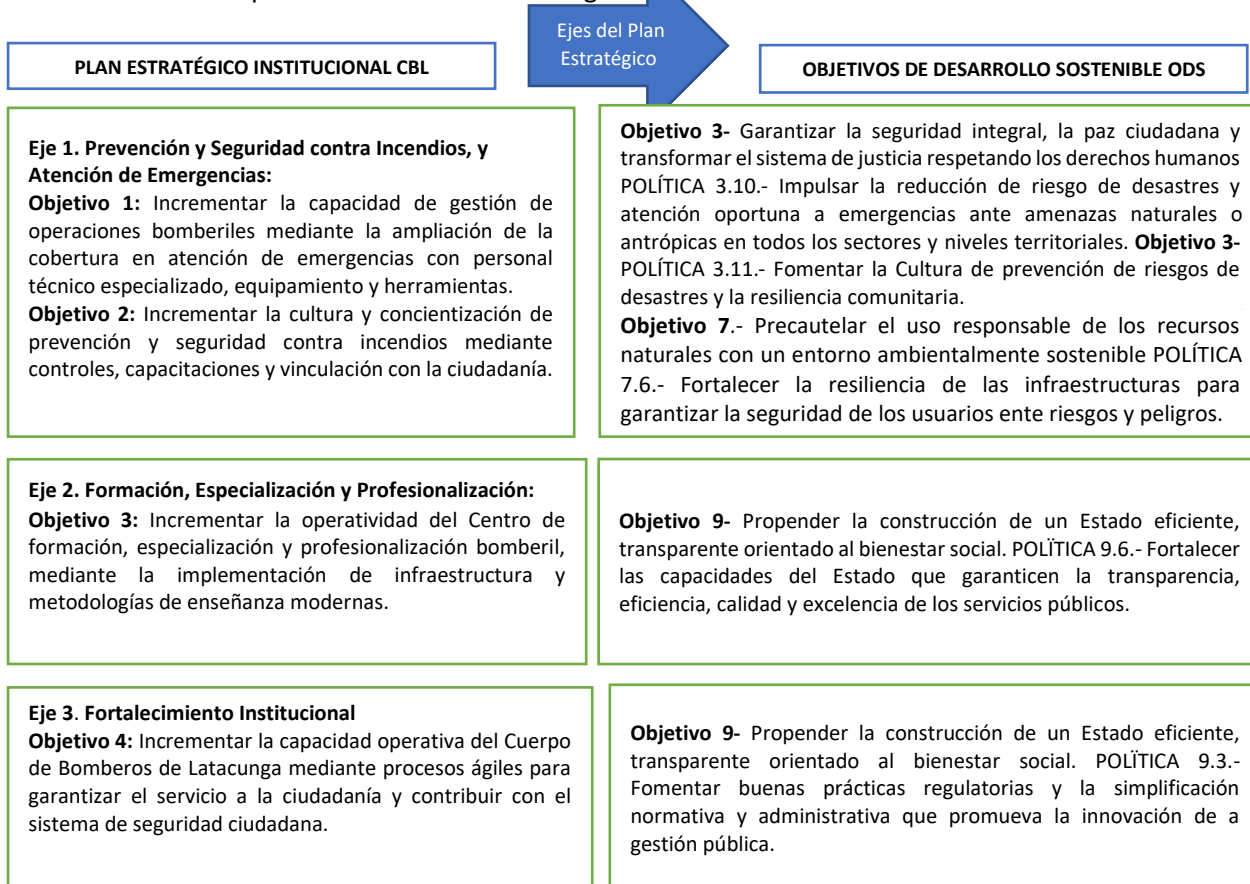 Ejes del Plan
Estratégico
PLAN ESTRATÉGICO INSTITUCIONAL CBL
OBJETIVOS DE DESARROLLO SOSTENIBLE ODS
Eje 1. Prevención y Seguridad contra Incendios, y
Atención de Emergencias:
Objetivo 1: Incrementar la capacidad de gestión de
operaciones bomberiles mediante la ampliación de la
cobertura en atención de emergencias con personal
técnico especializado, equipamiento y herramientas.
Objetivo 2: Incrementar la cultura y concientización de
prevención y seguridad contra incendios mediante
controles, capacitaciones y vinculación con la ciudadanía.
Objetivo 3- Garantizar la seguridad integral, la paz ciudadana y
transformar el sistema de justicia respetando los derechos humanos
POLÍTICA 3.10.- Impulsar la reducción de riesgo de desastres y
atención oportuna a emergencias ante amenazas naturales o
antrópicas en todos los sectores y niveles territoriales. Objetivo 3-
POLÍTICA 3.11.- Fomentar la Cultura de prevención de riesgos de
desastres y la resiliencia comunitaria.
Objetivo 7.- Precautelar el uso responsable de los recursos
naturales con un entorno ambientalmente sostenible POLÍTICA
7.6.- Fortalecer la resiliencia de las infraestructuras para
garantizar la seguridad de los usuarios ente riesgos y peligros.
Eje 2. Formación, Especialización y Profesionalización:
Objetivo 3: Incrementar la operatividad del Centro de
formación, especialización y profesionalización bomberil,
mediante la implementación de infraestructura y
metodologías de enseñanza modernas.
Objetivo 9- Propender la construcción de un Estado eficiente,
transparente orientado al bienestar social. POLÏTICA 9.6.- Fortalecer
las capacidades del Estado que garanticen la transparencia,
eficiencia, calidad y excelencia de los servicios públicos.
Eje 3. Fortalecimiento Institucional
Objetivo 4: Incrementar la capacidad operativa del Cuerpo
de Bomberos de Latacunga mediante procesos ágiles para
garantizar el servicio a la ciudadanía y contribuir con el
sistema de seguridad ciudadana.
Objetivo 9- Propender la construcción de un Estado eficiente,
transparente orientado al bienestar social. POLÏTICA 9.3.-
Fomentar buenas prácticas regulatorias y la simplificación
normativa y administrativa que promueva la innovación de a
gestión pública.